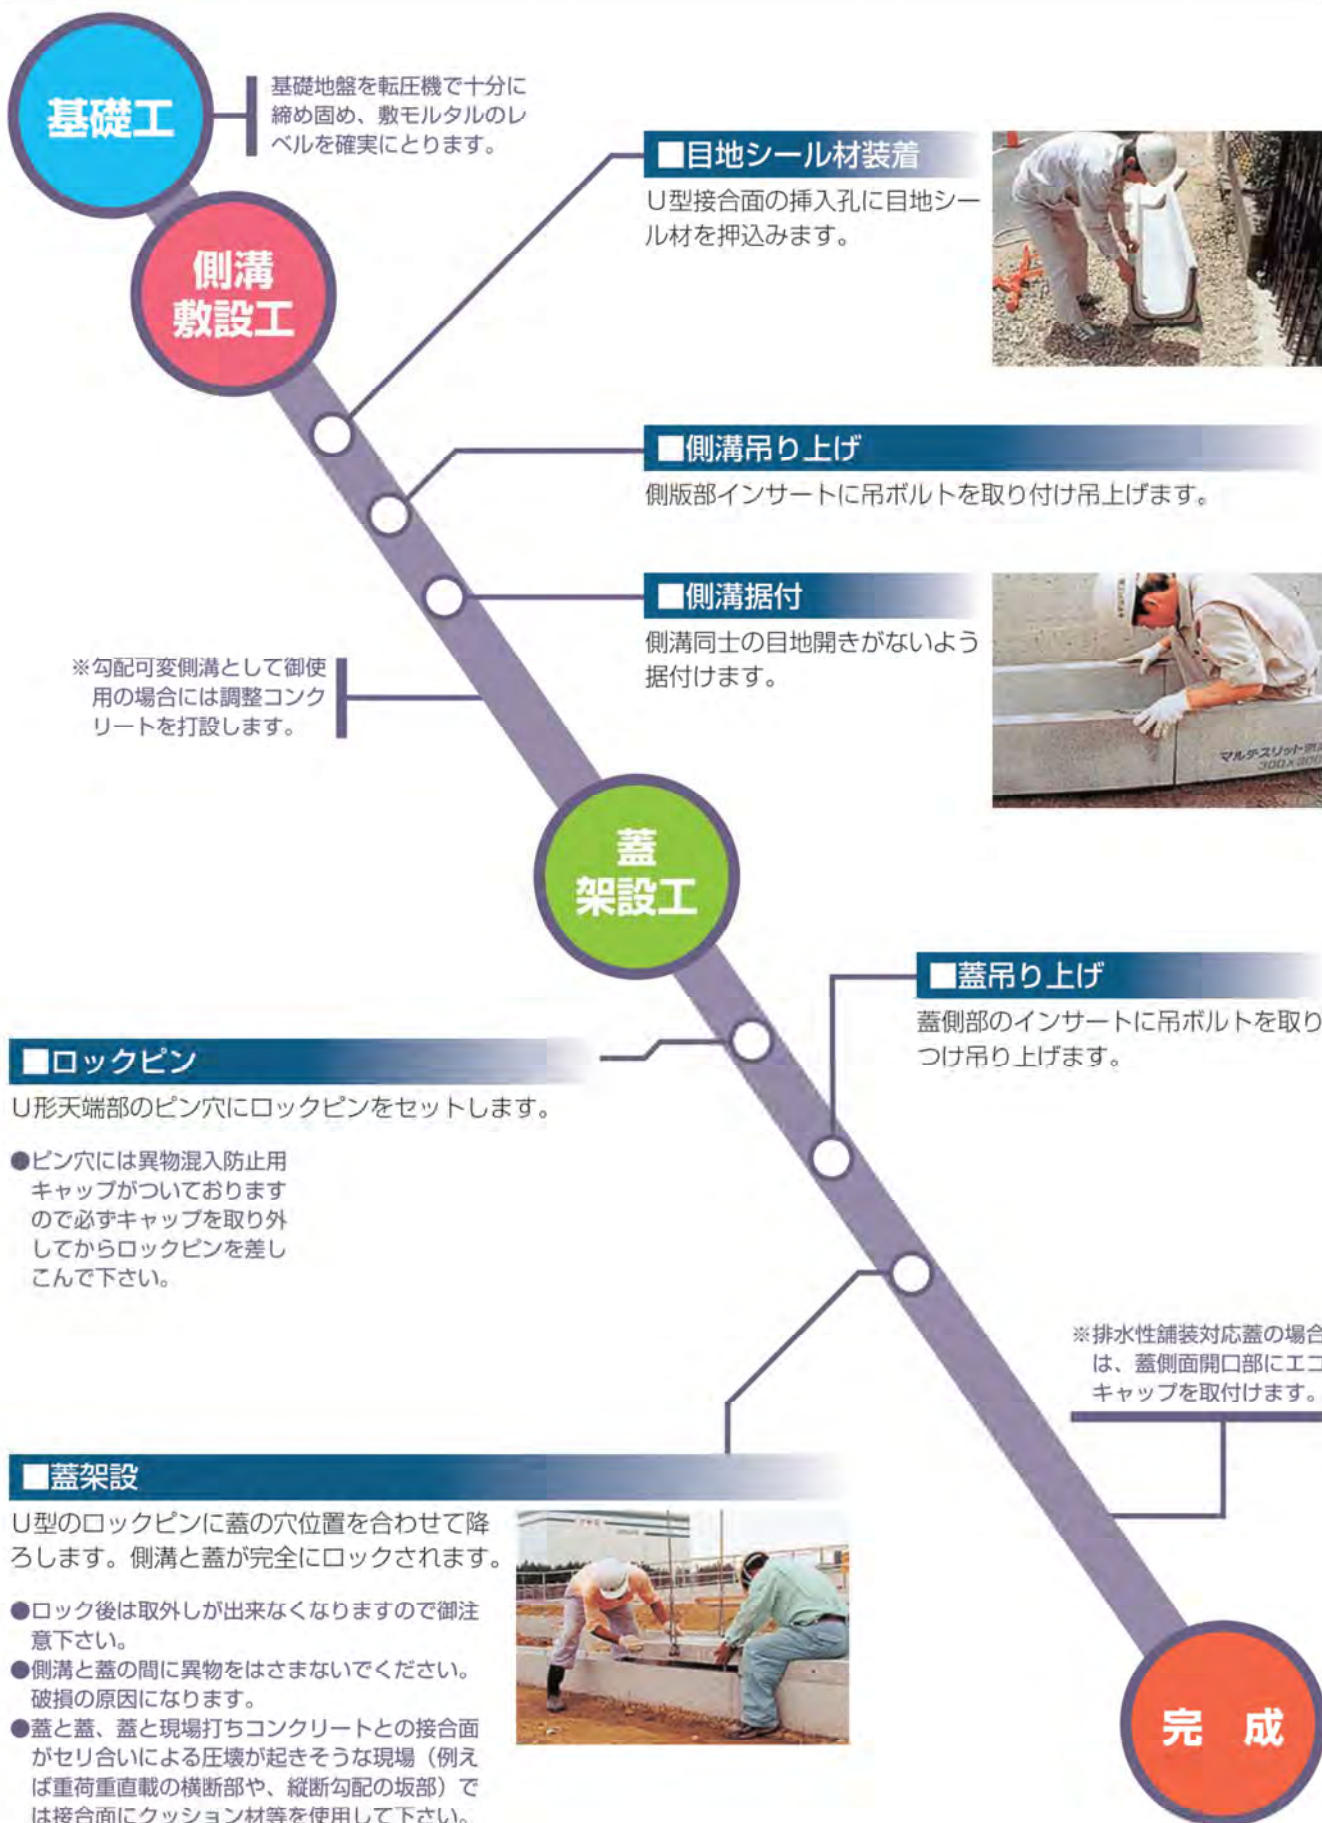 基礎工
基礎地盤を転圧機で十分に
締め固め、敷モルタルのレ
ベルを確実にとります。
側溝
敷設工
■目地シール材装着
U型接合面の挿入孔に目地シー
ル材を押込みます。
■側溝吊り上げ
側版部インサートに吊ボルトを取り付け吊上げます。
■側溝据付
側溝同士の目地開きがないよう
据付けます。
マルチスリット側溝
300×300
※勾配可変側溝として御使
用の場合には調整コンク
リートを打設します。
蓋
架設工
■ロックピン
U形天端部のピン穴にロックピンをセットします。
●ピン穴には異物混入防止用
キャップがついております
ので必ずキャップを取り外
してからロックピンを差し
こんで下さい。
■蓋吊り上げ
蓋側部のインサートに吊ボルトを取り
つけ吊り上げます。
■蓋架設
U型のロックピンに蓋の穴位置を合わせて降
ろします。側溝と蓋が完全にロックされます。
●ロック後は取外しが出来なくなりますので御注
意下さい。
●側溝と蓋の間に異物をはさまないでください。
破損の原因になります。
●蓋と蓋、蓋と現場打ちコンクリートとの接合面
がセリ合いによる圧壊が起きそうな現場（例え
ば重荷重直載の横断部や、縦断勾配の坂部）で
は接合面にクッション材等を使用して下さい。
※排水性舗装対応蓋の場合
は、蓋側面開口部にエコ
キャップを取付けます。
完 成